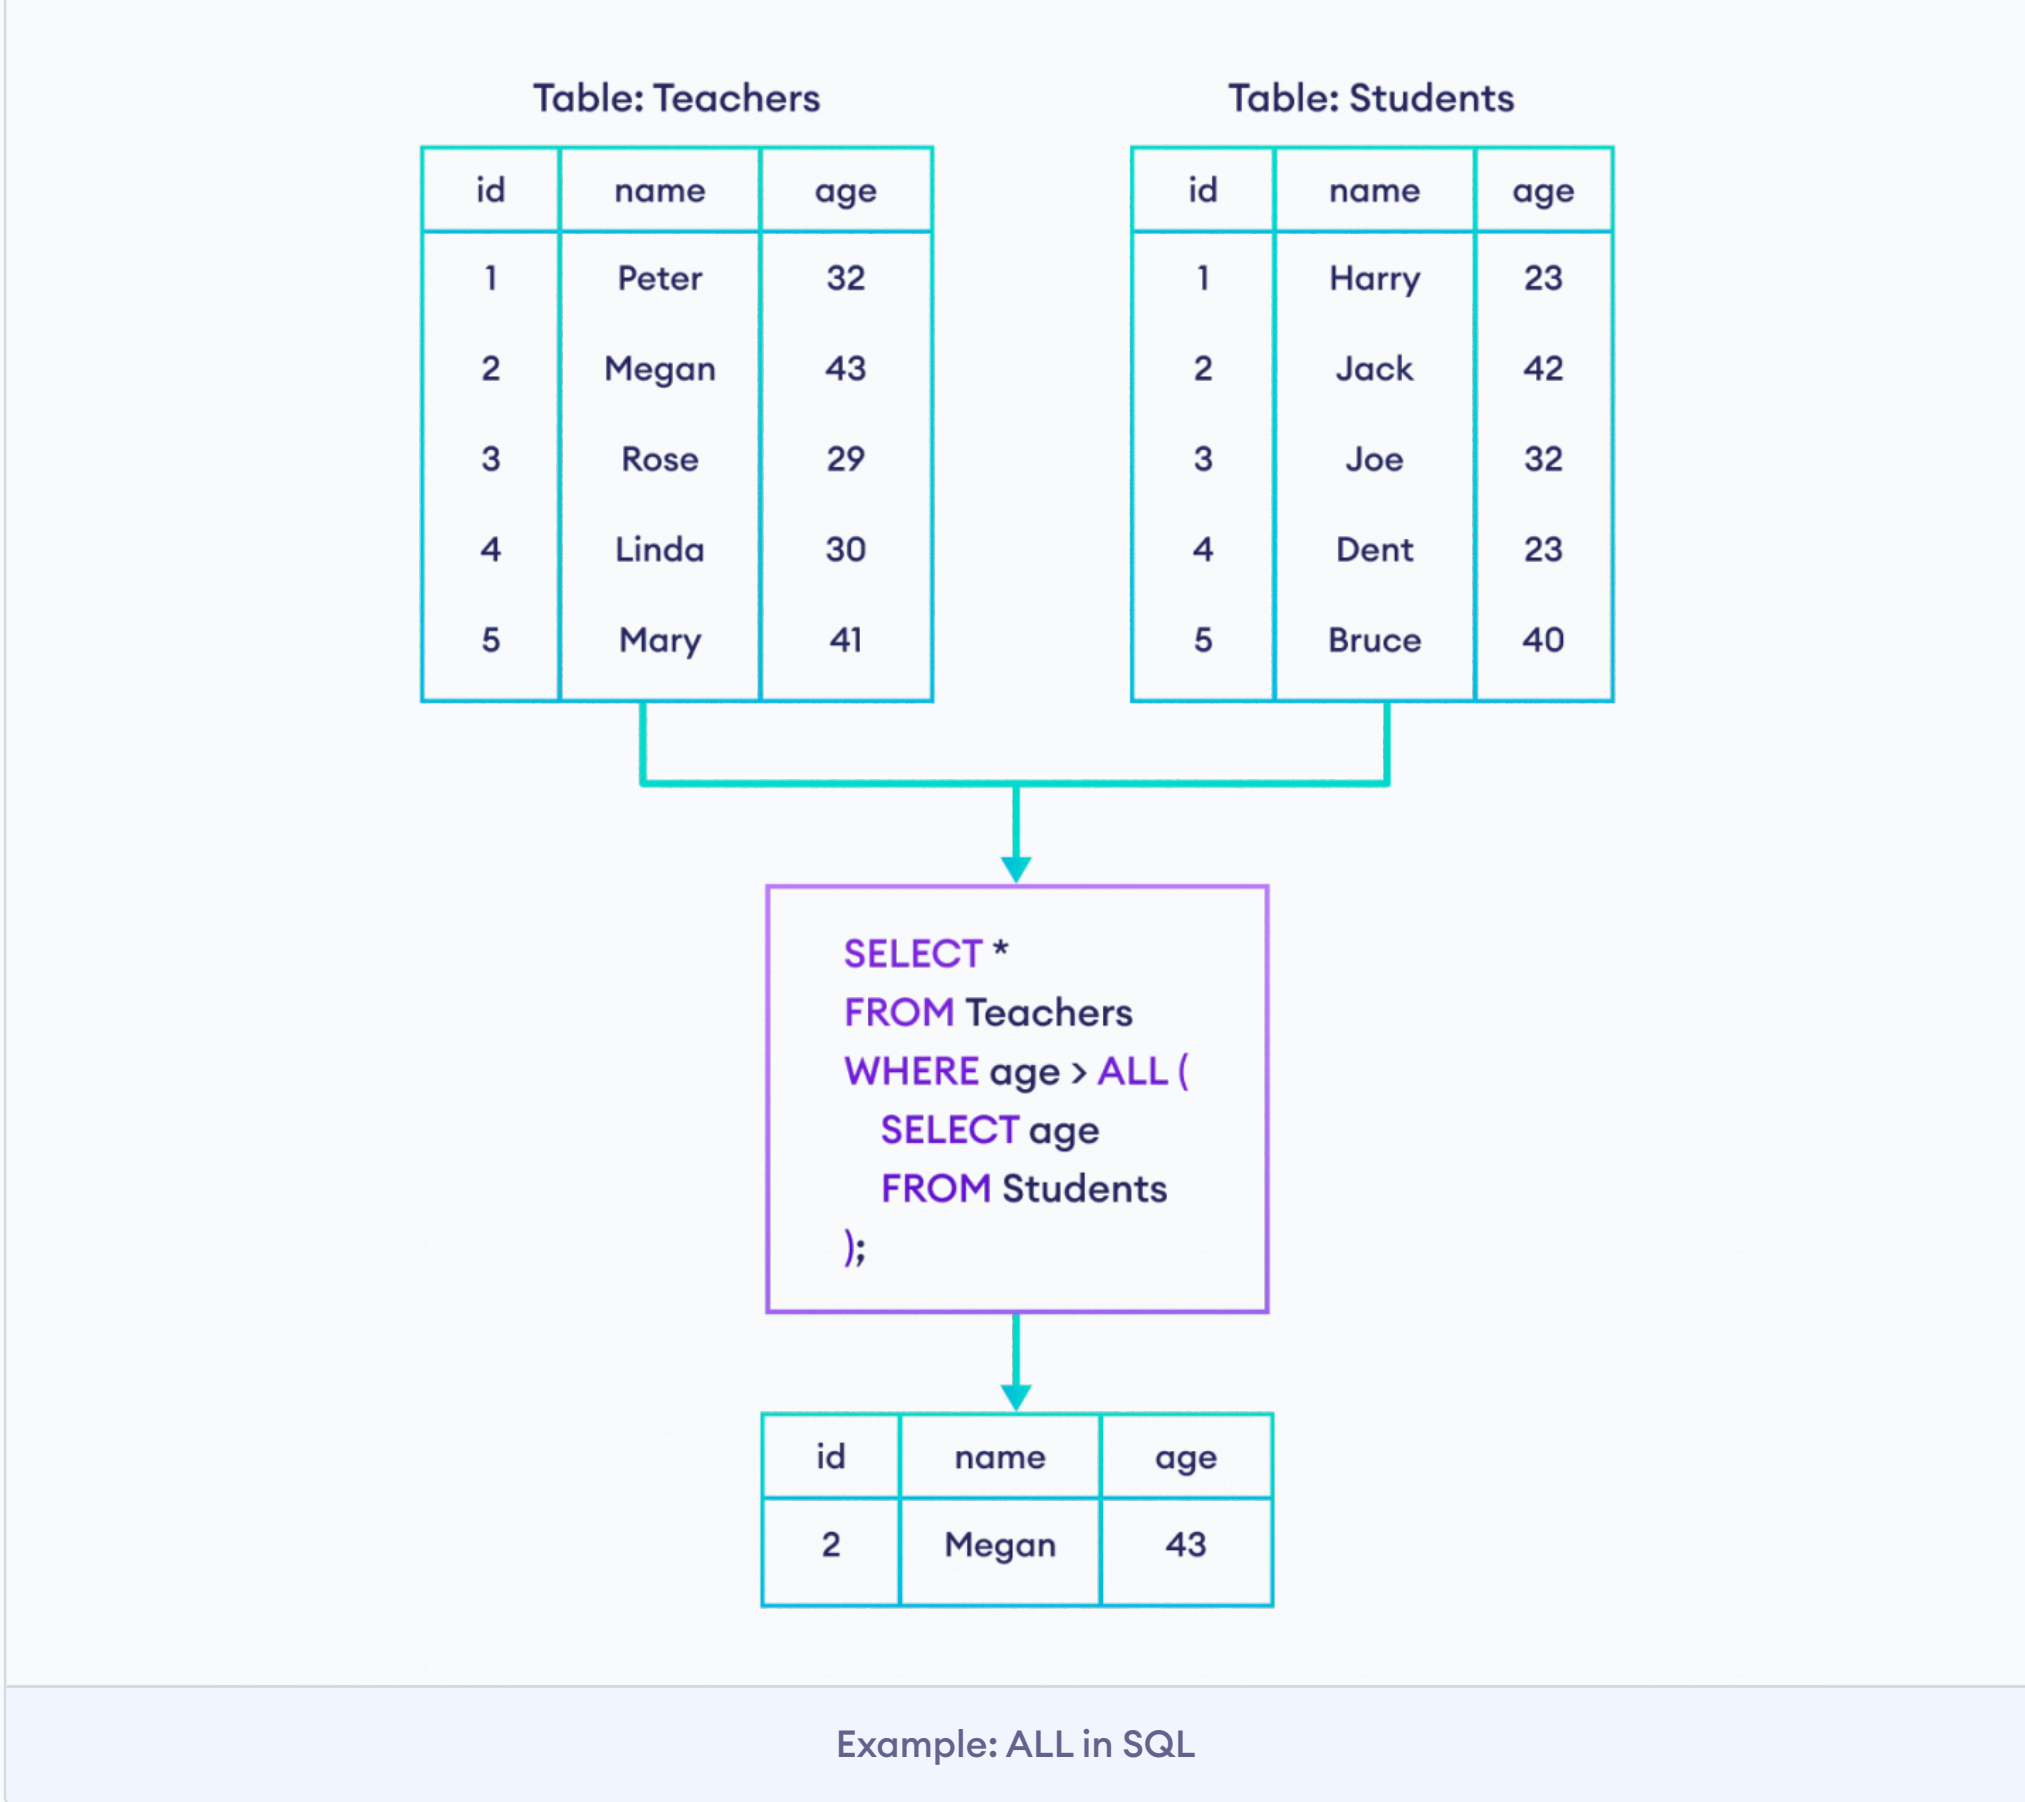 Table: Teachers
id name age
1 Peter 32
2 Megan 43
3 Rose 29
4 Linda 30
5 Mary 41
Table: Students
id name age
1 Harry 23
2 Jack 42
3 Joe 32
4 Dent 23
5 Bruce 40
SELECT *
FROM Teachers
WHERE age > ALL (
SELECT age
FROM Students
);
id name age
2 Megan 43
Example: ALL in SQL